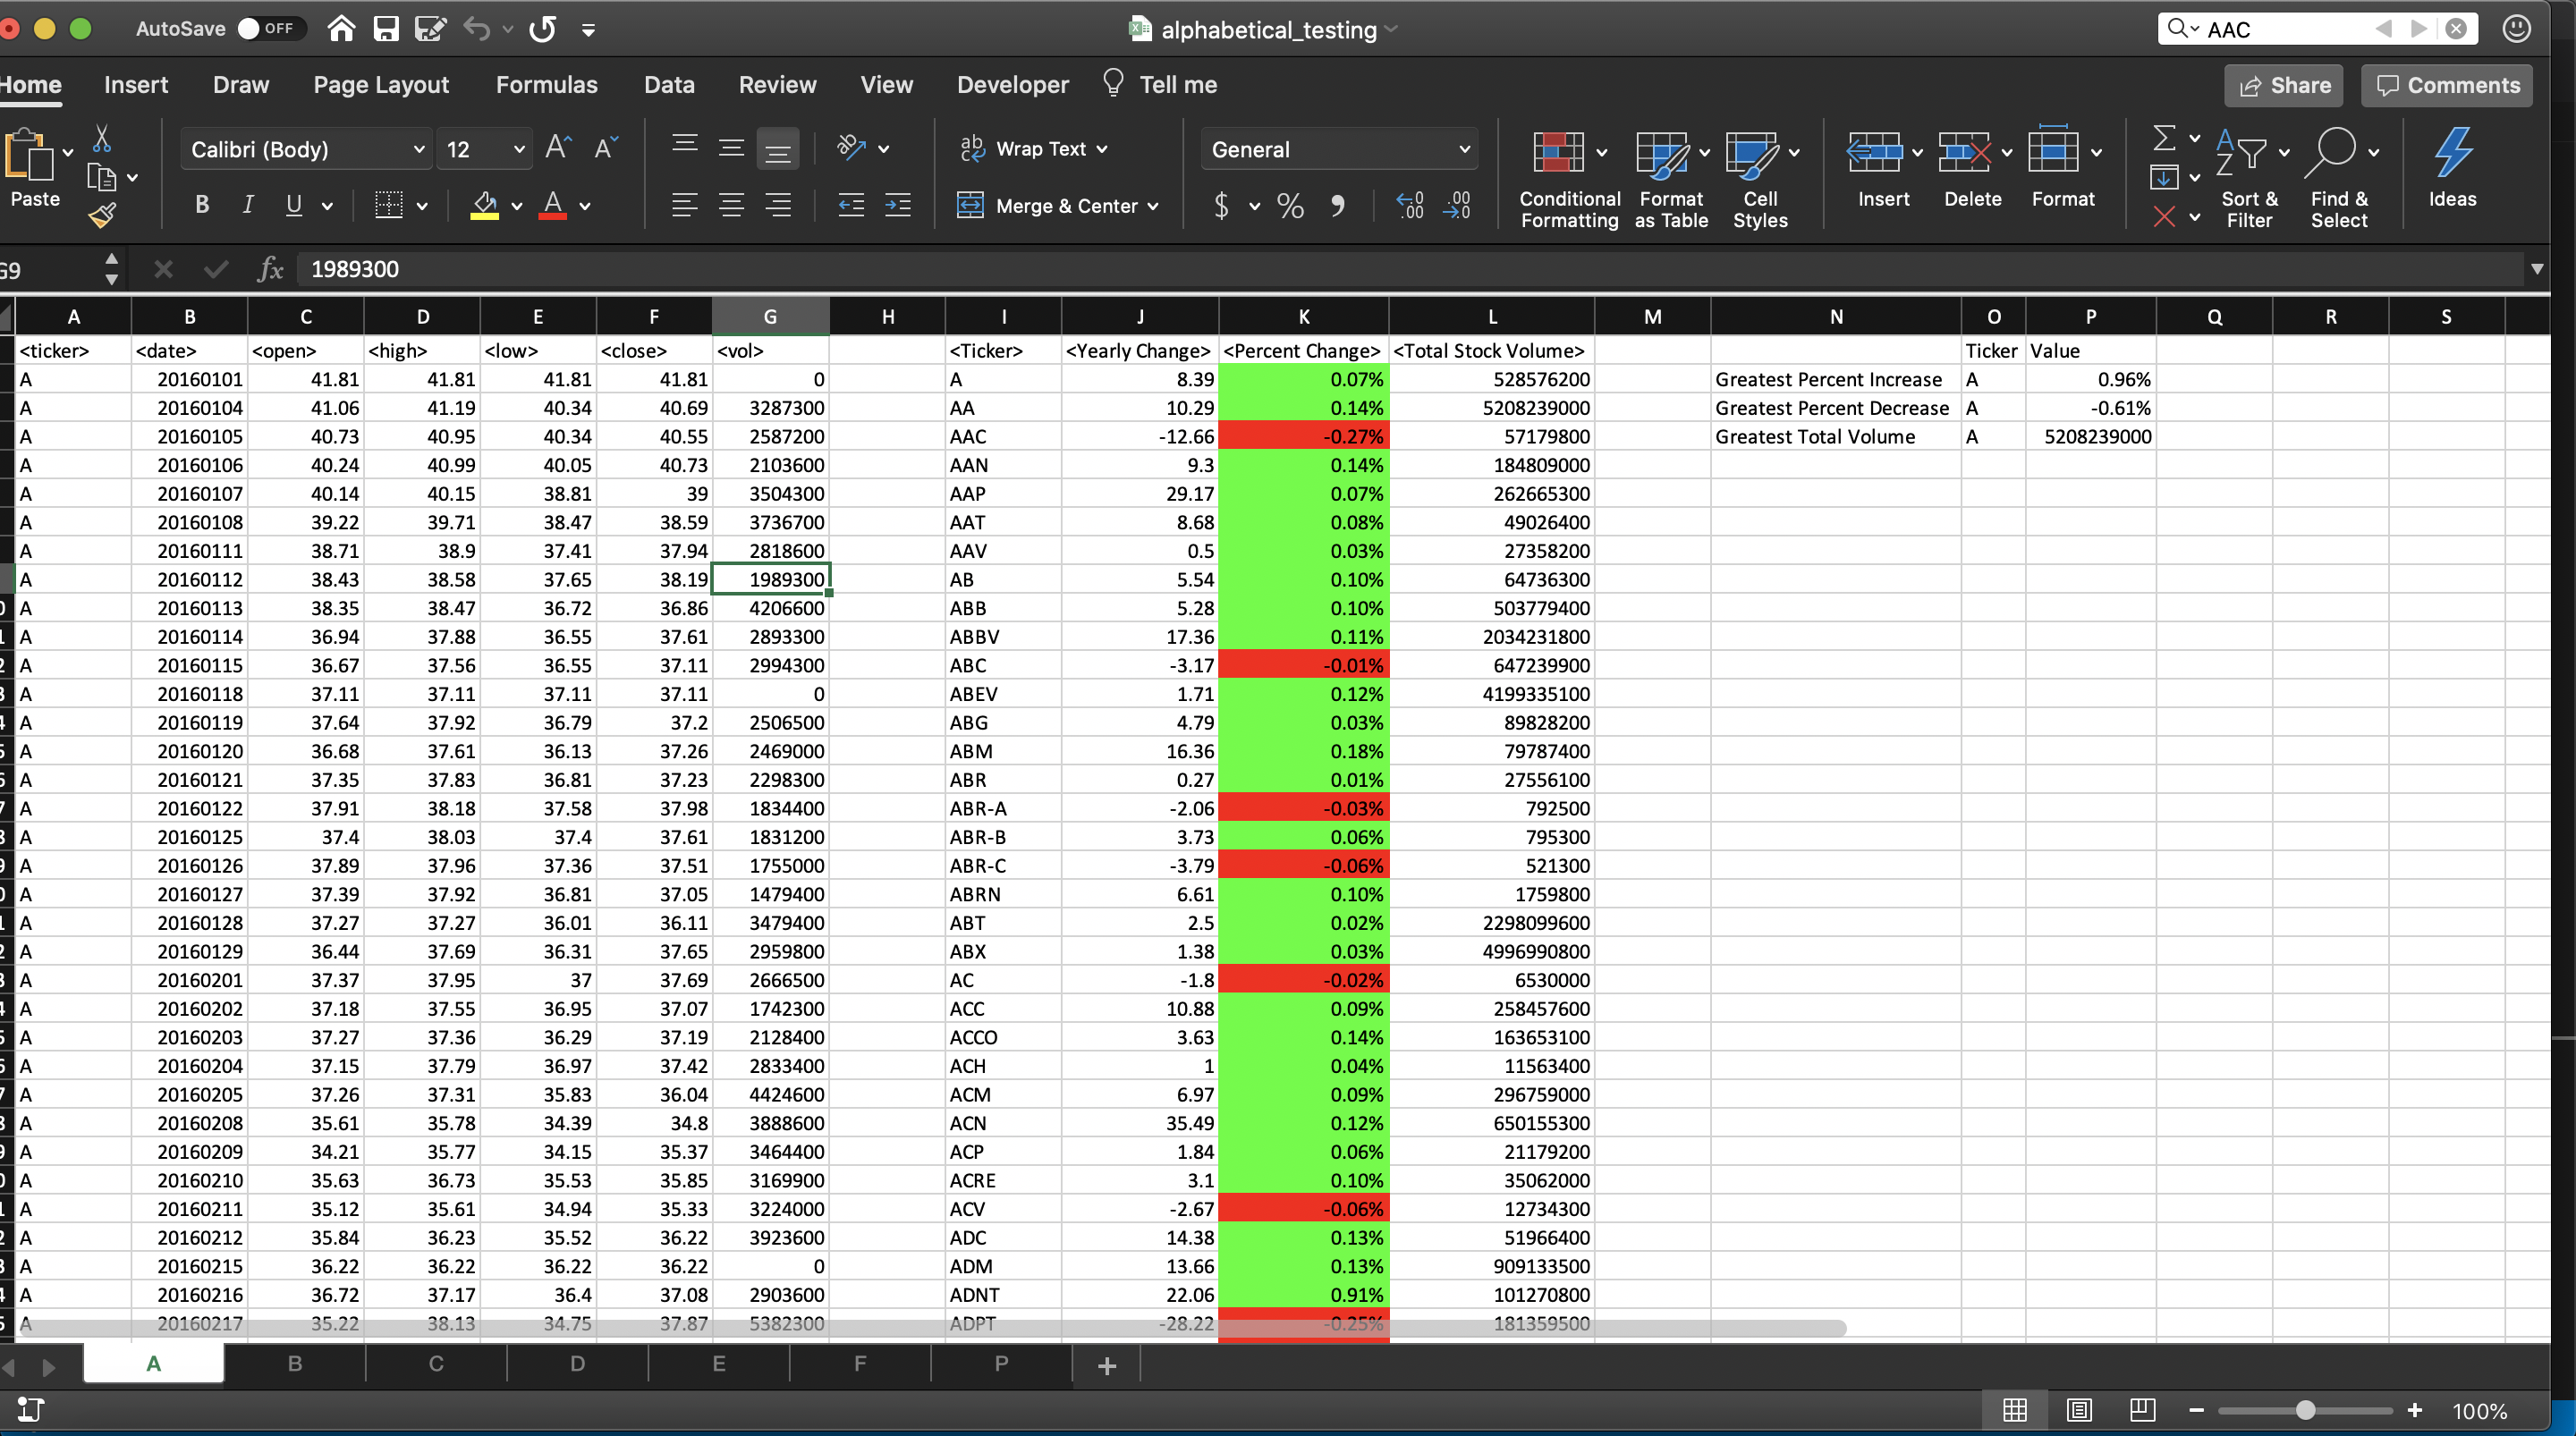 AutoSave OFF alphabetical_testing AAC
Home Insert Draw Page Layout Formulas Data Review View Developer Tell me Share Comments
Paste Calibri (Body) 12 Wrap Text General Conditional Formatting Format as Table Cell Styles Insert Delete Format Sort & Filter Find & Select Ideas
B I U Merge & Center $ %
G9 fx 1989300
A B C D E F G H I J K L M N O P Q R S
<ticker> <date> <open> <high> <low> <close> <vol> <Ticker> <Yearly Change> <Percent Change> <Total Stock Volume> Ticker Value
A 20160101 41.81 41.81 41.81 41.81 0 A 8.39 0.07% 528576200 Greatest Percent Increase A 0.96%
A 20160104 41.06 41.19 40.34 40.69 3287300 AA 10.29 0.14% 5208239000 Greatest Percent Decrease A -0.61%
A 20160105 40.73 40.95 40.34 40.55 2587200 AAC -12.66 -0.27% 57179800 Greatest Total Volume A 5208239000
A 20160106 40.24 40.99 40.05 40.73 2103600 AAN 9.3 0.14% 184809000
A 20160107 40.14 40.15 38.81 39 3504300 AAP 29.17 0.07% 262665300
A 20160108 39.22 39.71 38.47 38.59 3736700 AAT 8.68 0.08% 49026400
A 20160111 38.71 38.9 37.41 37.94 2818600 AAV 0.5 0.03% 27358200
A 20160112 38.43 38.58 37.65 38.19 1989300 AB 5.54 0.10% 64736300
A 20160113 38.35 38.47 36.72 36.86 4206600 ABB 5.28 0.10% 503779400
A 20160114 36.94 37.88 36.55 37.61 2893300 ABBV 17.36 0.11% 2034231800
A 20160115 36.67 37.56 36.55 37.11 2994300 ABC -3.17 -0.01% 647239900
A 20160118 37.11 37.11 37.11 37.11 0 ABEV 1.71 0.12% 4199335100
A 20160119 37.64 37.92 36.79 37.2 2506500 ABG 4.79 0.03% 89828200
A 20160120 36.68 37.61 36.13 37.26 2469000 ABM 16.36 0.18% 79787400
A 20160121 37.35 37.83 36.81 37.23 2298300 ABR 0.27 0.01% 27556100
A 20160122 37.91 38.18 37.58 37.98 1834400 ABR-A -2.06 -0.03% 792500
A 20160125 37.4 38.03 37.4 37.61 1831200 ABR-B 3.73 0.06% 795300
A 20160126 37.89 37.96 37.36 37.51 1755000 ABR-C -3.79 -0.06% 521300
A 20160127 37.39 37.92 36.81 37.05 1479400 ABRN 6.61 0.10% 1759800
A 20160128 37.27 37.27 36.01 36.11 3479400 ABT 2.5 0.02% 2298099600
A 20160129 36.44 37.69 36.31 37.65 2959800 ABX 1.38 0.03% 4996990800
A 20160201 37.37 37.95 37 37.69 2666500 AC -1.8 -0.02% 6530000
A 20160202 37.18 37.55 36.95 37.07 1742300 ACC 10.88 0.09% 258457600
A 20160203 37.27 37.36 36.29 37.19 2128400 ACCO 3.63 0.14% 163653100
A 20160204 37.15 37.79 36.97 37.42 2833400 ACH 1 0.04% 11563400
A 20160205 37.26 37.31 35.83 36.04 4424600 ACM 6.97 0.09% 296759000
A 20160208 35.61 35.78 34.39 34.8 3888600 ACN 35.49 0.12% 650155300
A 20160209 34.21 35.77 34.15 35.37 3464400 ACP 1.84 0.06% 21179200
A 20160210 35.63 36.73 35.53 35.85 3169900 ACRE 3.1 0.10% 35062000
A 20160211 35.12 35.61 34.94 35.33 3224000 ACV -2.67 -0.06% 12734300
A 20160212 35.84 36.23 35.52 36.22 3923600 ADC 14.38 0.13% 51966400
A 20160215 36.22 36.22 36.22 36.22 0 ADM 13.66 0.13% 909133500
A 20160216 36.72 37.17 36.4 37.08 2903600 ADNT 22.06 0.91% 101270800
A 20160217 35.22 38.13 34.75 37.87 5382300 ADPT -28.22 -0.25% 181359500
A B C D E F P +
100%